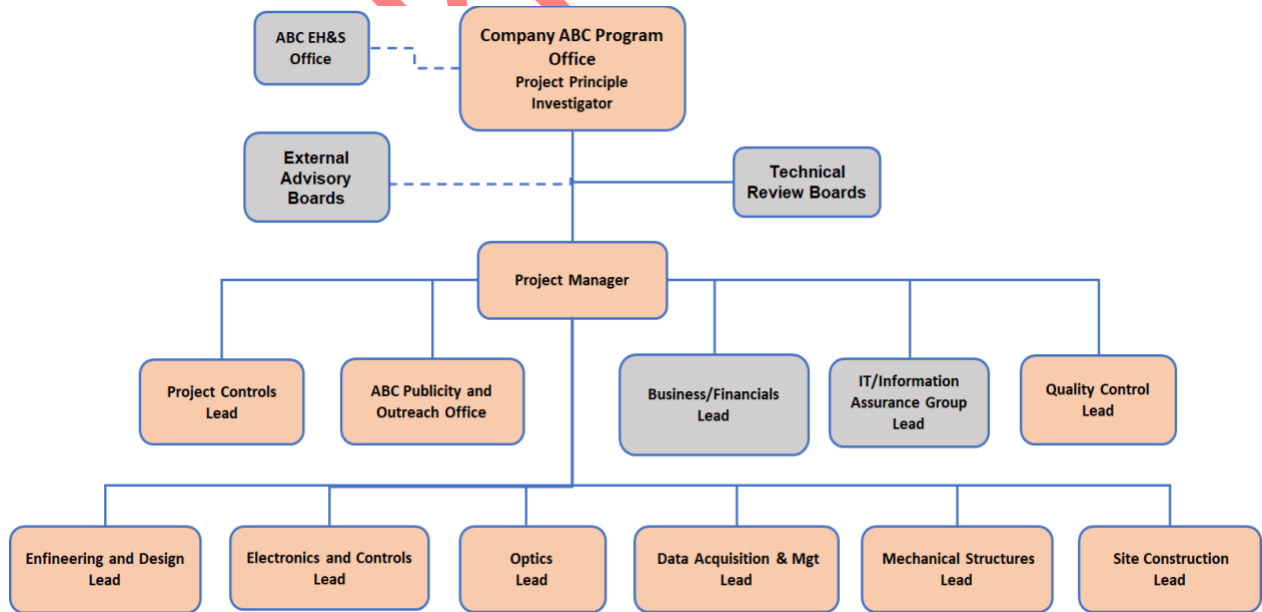 ABC EH&S
Office
Company ABC Program
Office
Project Principle
Investigator
External
Advisory
Boards
Technical
Review Boards
Project Manager
Project Controls
Lead
ABC Publicity and
Outreach Office
Business/Financials
Lead
IT/Information
Assurance Group
Lead
Quality Control
Lead
Enfineering and Design
Lead
Electronics and Controls
Lead
Optics
Lead
Data Acquisition & Mgt
Lead
Mechanical Structures
Lead
Site Construction
Lead